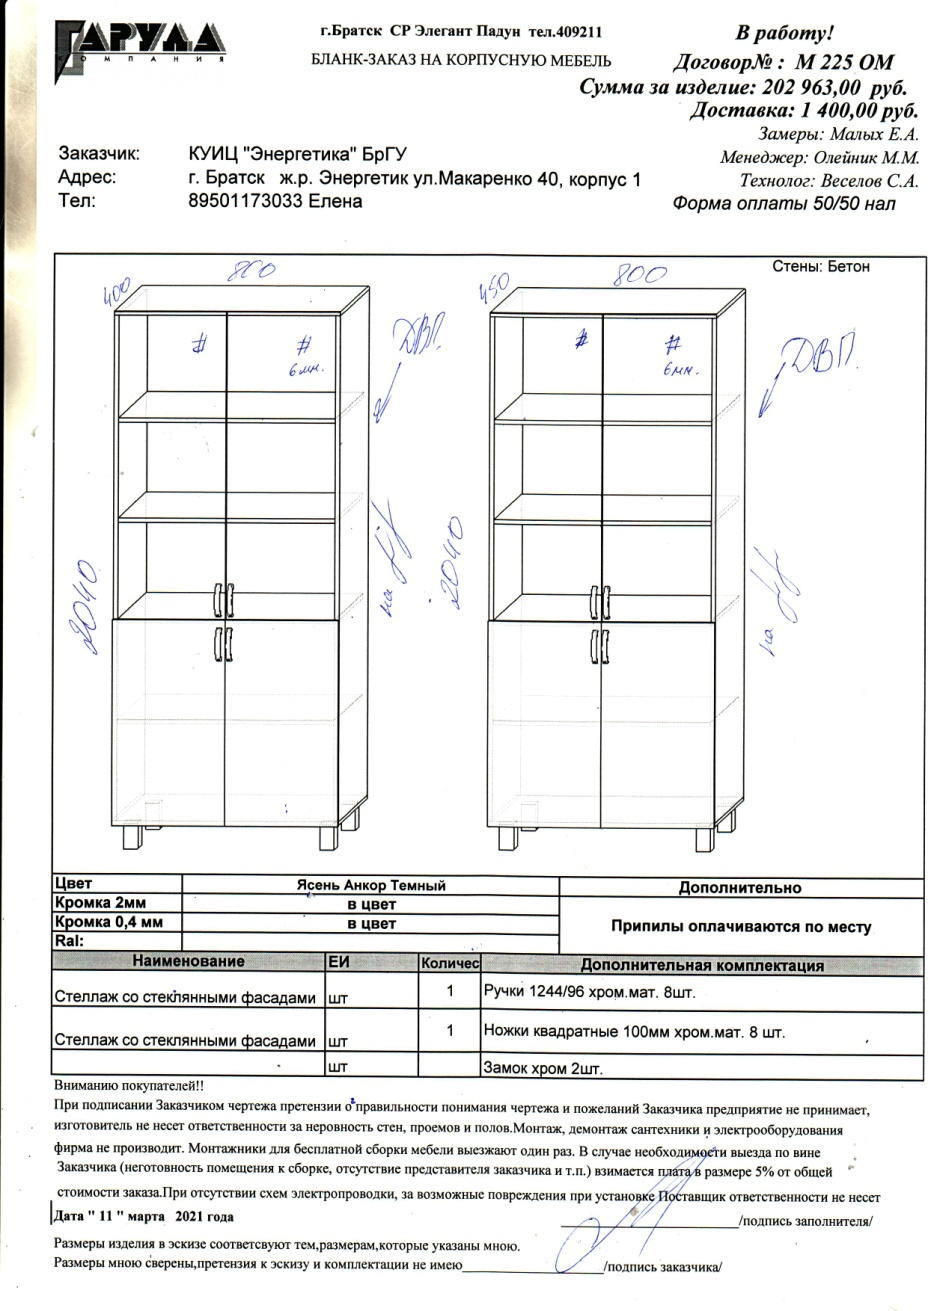 ГАРУДА
КОМПАНИЯ
г.Братск СР Элегант Падун тел.409211
БЛАНК-ЗАКАЗ НА КОРПУСНУЮ МЕБЕЛЬ
В работу!
Договор№ : М 225 ОМ
Сумма за изделие: 202 963,00 руб.
Доставка: 1 400,00 руб.
Замеры: Малых Е.А.
Менеджер: Олейник М.М.
Технолог: Веселов С.А.
Форма оплаты 50/50 нал
Заказчик: КУИЦ "Энергетика" БрГУ
Адрес: г. Братск ж.р. Энергетик ул.Макаренко 40, корпус 1
Тел: 89501173033 Елена
Стены: Бетон
400 800 450 800
# # 6мм. ДВП. # # 6мм. ДВП.
2040 на 2040 на
Цвет Ясень Анкор Темный Дополнительно
Кромка 2мм в цвет
Кромка 0,4 мм в цвет Припилы оплачиваются по месту
Ral:
Наименование ЕИ Количес Дополнительная комплектация
Стеллаж со стеклянными фасадами шт 1 Ручки 1244/96 хром.мат. 8шт.
Стеллаж со стеклянными фасадами шт 1 Ножки квадратные 100мм хром.мат. 8 шт.
шт Замок хром 2шт.
Вниманию покупателей!!
При подписании Заказчиком чертежа претензии о правильности понимания чертежа и пожеланий Заказчика предприятие не принимает,
изготовитель не несет ответственности за неровность стен, проемов и полов.Монтаж, демонтаж сантехники и электрооборудования
фирма не производит. Монтажники для бесплатной сборки мебели выезжают один раз. В случае необходимости выезда по вине
Заказчика (неготовность помещения к сборке, отсутствие представителя заказчика и т.п.) взимается плата в размере 5% от общей
стоимости заказа.При отсутствии схем электропроводки, за возможные повреждения при установке Поставщик ответственности не несет
Дата " 11 " марта 2021 года
/подпись заполнителя/
Размеры изделия в эскизе соответсвуют тем,размерам,которые указаны мною.
Размеры мною сверены,претензия к эскизу и комплектации не имею /подпись заказчика/